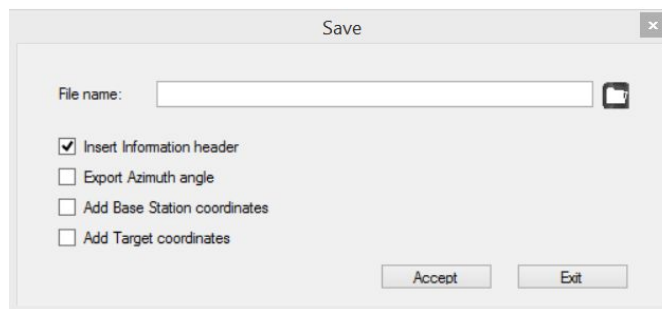 Save
File name:
Insert Information header
Export Azimuth angle
Add Base Station coordinates
Add Target coordinates
Accept Exit